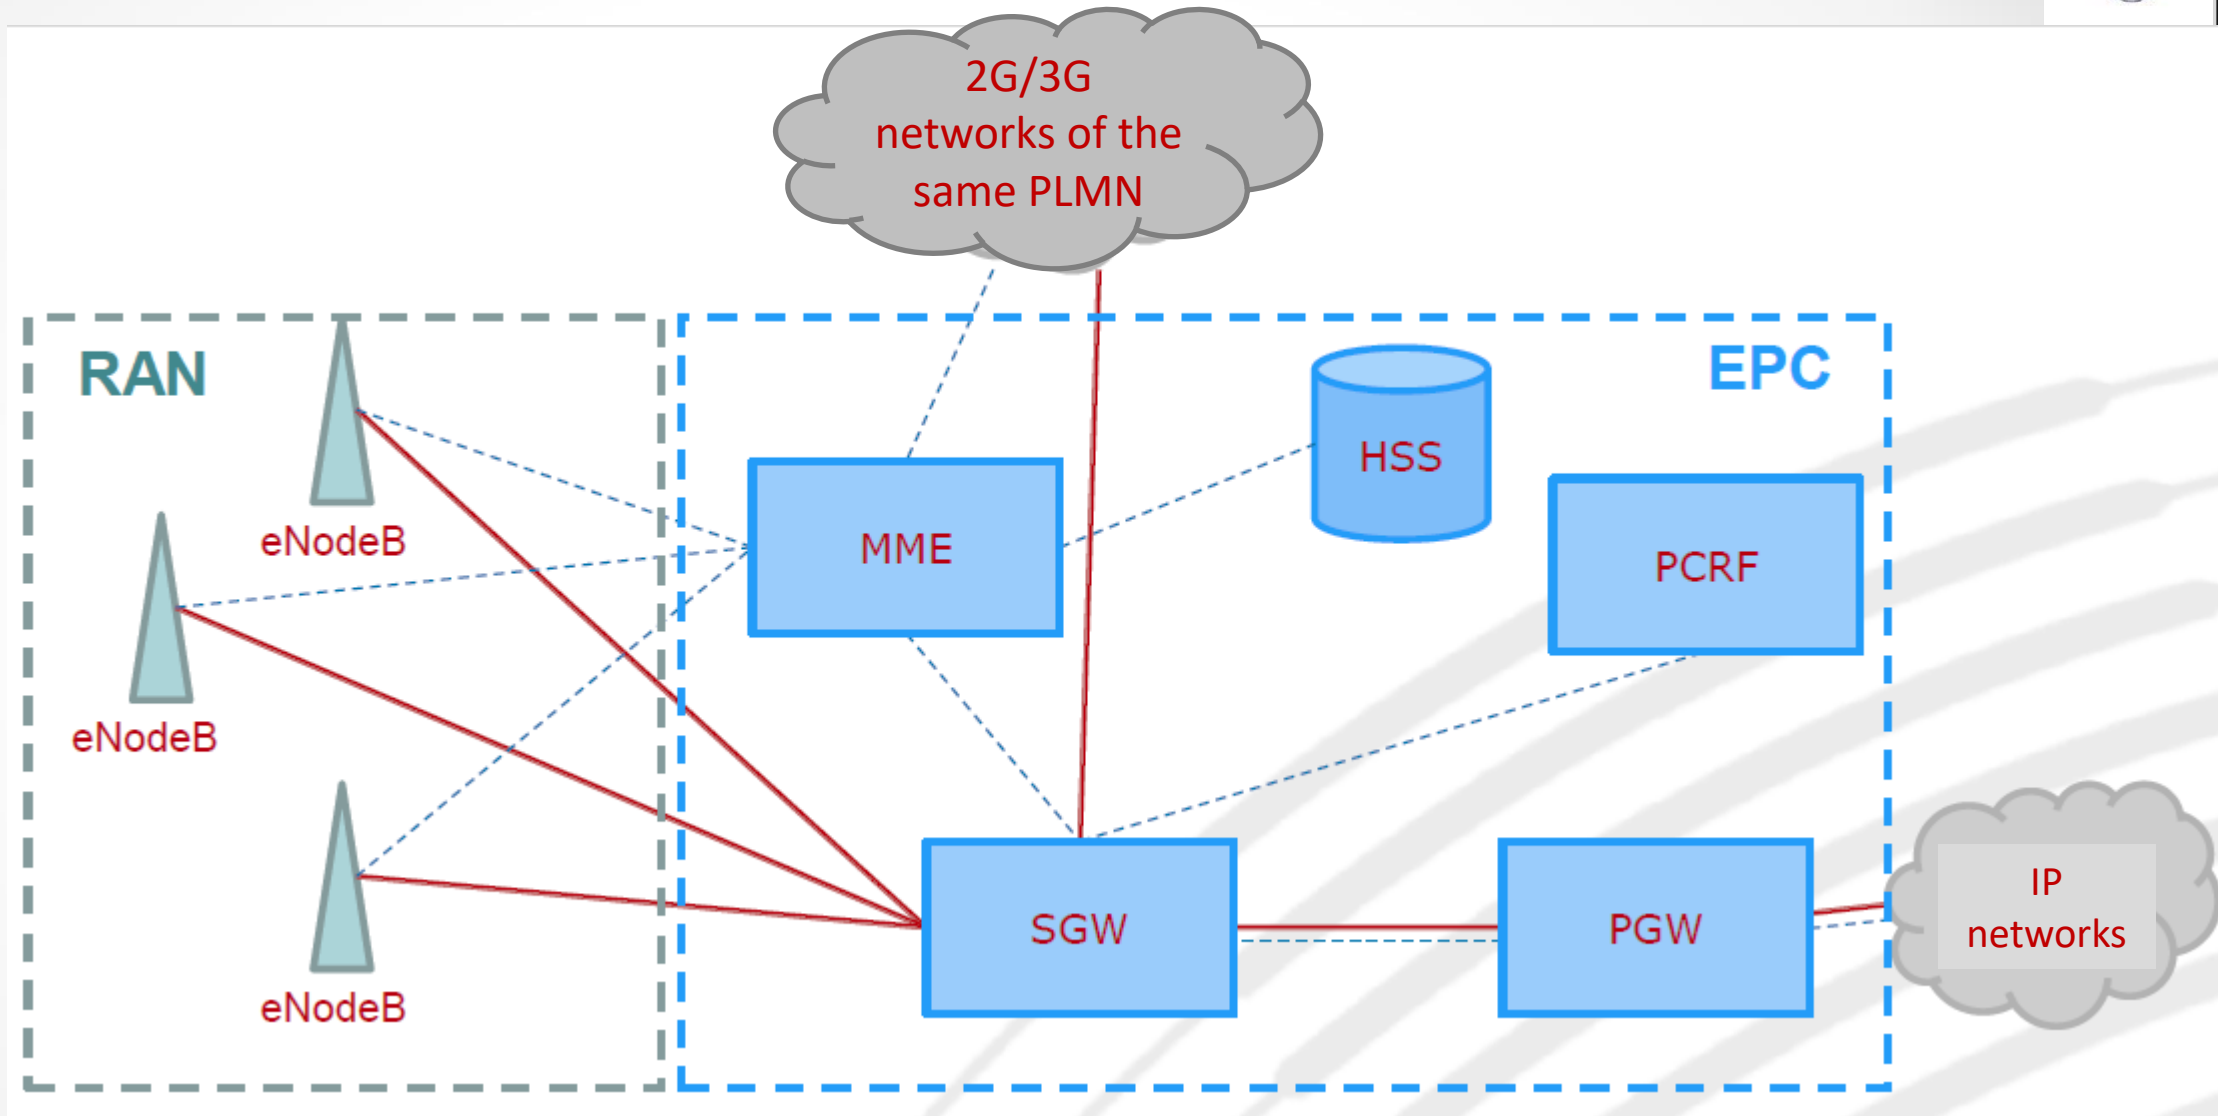 2G/3G
networks of the
same PLMN
RAN
EPC
eNodeB
eNodeB
eNodeB
MME
HSS
PCRF
SGW
PGW
IP
networks